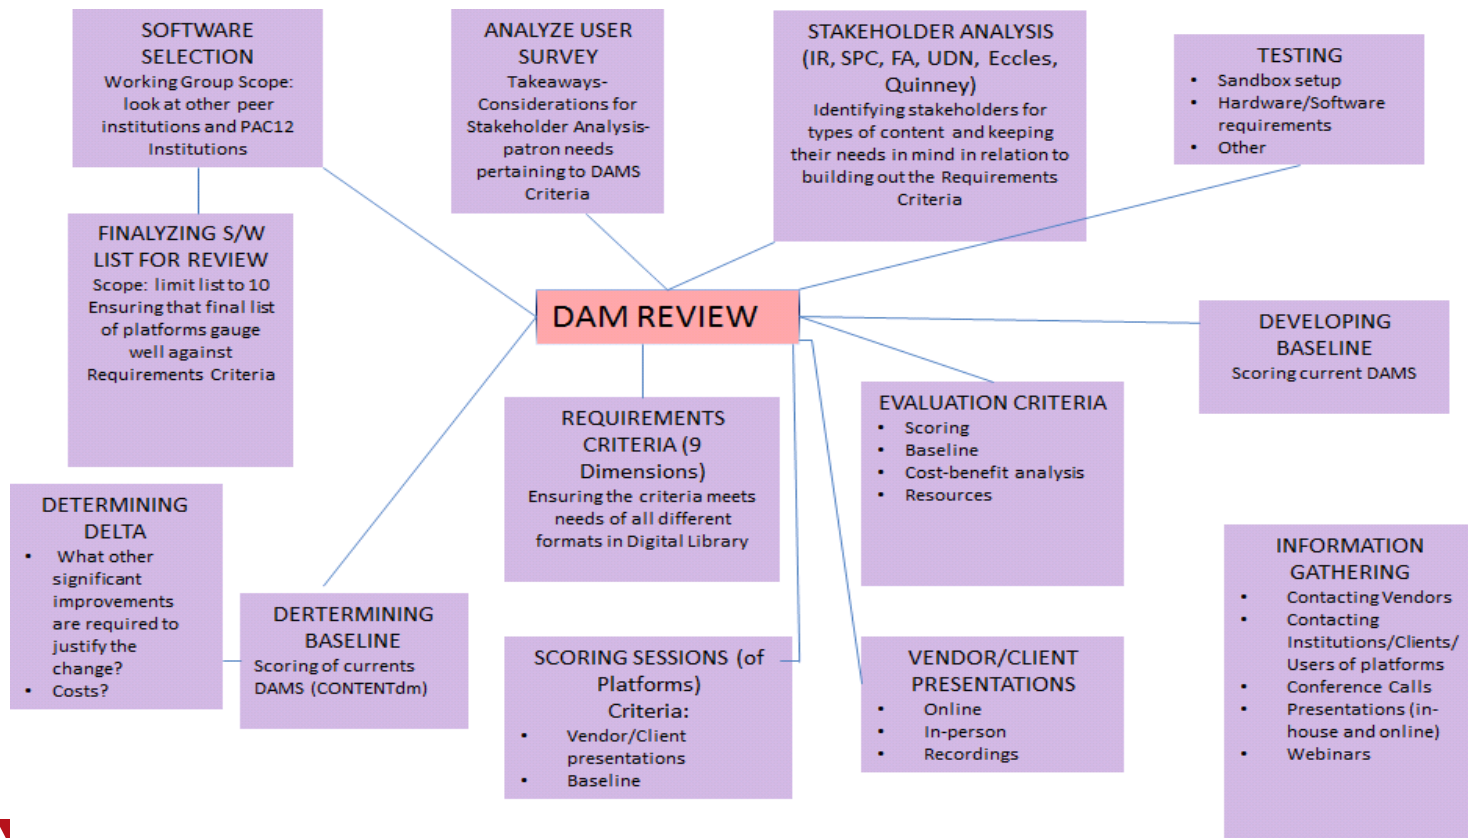 SOFTWARE
SELECTION
Working Group Scope:
look at other peer
institutions and PAC12
Institutions
ANALYZE USER
SURVEY
Takeaways-
Considerations for
Stakeholder Analysis-
patron needs
pertaining to DAMS
Criteria
STAKEHOLDER ANALYSIS
(IR, SPC, FA, UDN, Eccles,
Quinney)
Identifying stakeholders for
types of content and keeping
their needs in mind in relation to
building out the Requirements
Criteria
TESTING
• Sandbox setup
• Hardware/Software
requirements
• Other
FINALYZING S/W
LIST FOR REVIEW
Scope: limit list to 10
Ensuring that final list
of platforms gauge
well against
Requirements Criteria
DAM REVIEW
DEVELOPING
BASELINE
Scoring current DAMS
REQUIREMENTS
CRITERIA (9
Dimensions)
Ensuring the criteria meets
needs of all different
formats in Digital Library
EVALUATION CRITERIA
• Scoring
• Baseline
• Cost-benefit analysis
• Resources
DETERMINING
DELTA
• What other
significant
improvements
are required to
justify the
change?
• Costs?
DERTERMINING
BASELINE
Scoring of currents
DAMS (CONTENTdm)
SCORING SESSIONS (of
Platforms)
Criteria:
• Vendor/Client
presentations
• Baseline
VENDOR/CLIENT
PRESENTATIONS
• Online
• In-person
• Recordings
INFORMATION
GATHERING
• Contacting Vendors
• Contacting
Institutions/Clients/
Users of platforms
• Conference Calls
• Presentations (in-
house and online)
• Webinars